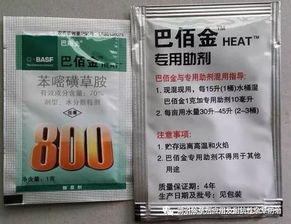 BASF
巴佰金
苯嘧磺草胺
有效成分含量: 70%
剂型: 水分散粒剂
800
净含量: 1克
除草剂
巴佰金 HEAT™
专用助剂
巴佰金与专用助剂混用指导:
1. 现混现用, 每15升(1桶)水桶蛋
巴佰金1克加专用助剂10毫升
2. 每亩用水量30升-45升 (2-3桶)
注意事项:
1. 贮存远离高温和火焰
2. 巴佰金专用助剂不得用于其他
用途
质量保证期: 4年
生产日期及批号: 见包装